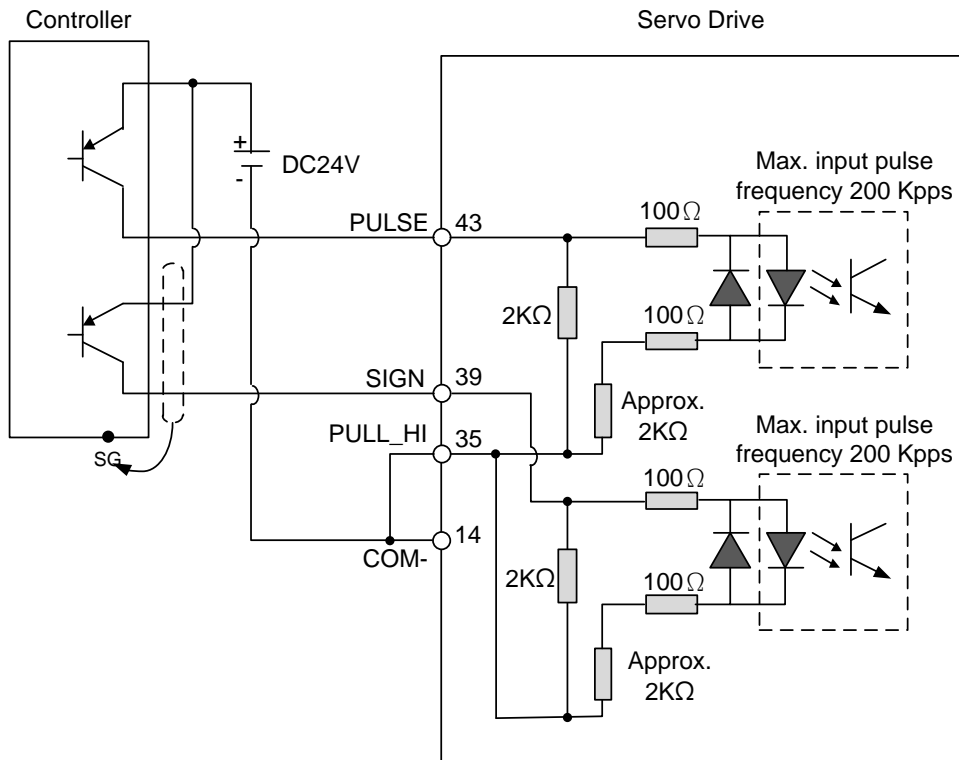 Controller
Servo Drive
+
-
DC24V
Max. input pulse
frequency 200 Kpps
PULSE
43
100Ω
2KΩ
100Ω
SIGN
39
Approx.
2KΩ
PULL_HI
35
SG
Max. input pulse
frequency 200 Kpps
100Ω
14
COM-
2KΩ
100Ω
Approx.
2KΩ